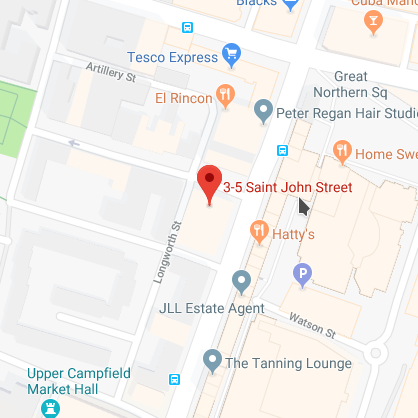 Blacks
Cuba Man
Tesco Express
Artillery St
Great
Northern Sq
El Rincon
Peter Regan Hair Studi
Home Swe
3-5 Saint John Street
Longworth St
Hatty's
P
JLL Estate Agent
Watson St
The Tanning Lounge
Upper Campfield
Market Hall